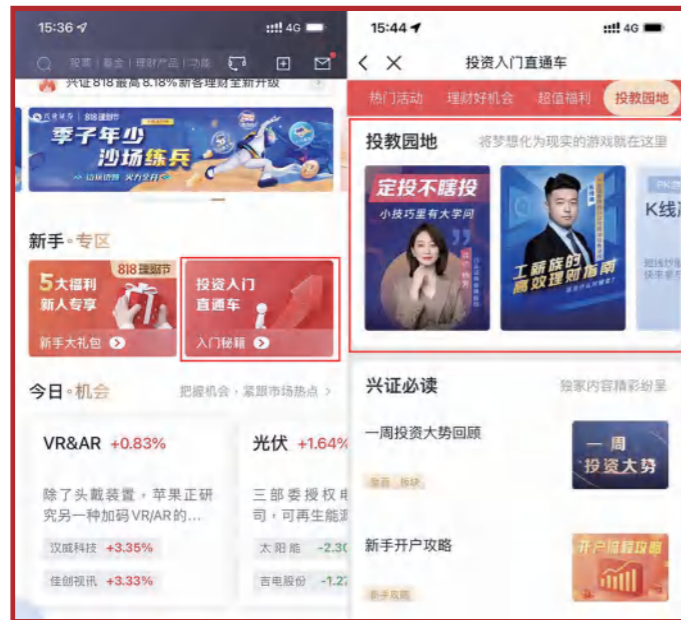 15:36
4G
股票 | 基金 | 理财产品 | 功能
兴证818最高8.18%新客理财全新升级
兴业证券 818理财节
季子年少
沙场练兵
新手·专区
5大福利
新人专享
818理财节
新手大礼包
投资入门
直通车
入门秘籍
今日·机会
把握机会，紧跟市场热点 >
VR&AR +0.83%
除了头戴装置，苹果正研
究另一种加码VR/AR的...
汉威科技 +3.35%
佳创视讯 +3.33%
光伏 +1.64%
三部委授权
司，可再生能
太阳能 -2.30
吉电股份 -1.2
15:44
4G
投资入门直通车
热门活动 理财好机会 超值福利 投教园地
投教园地
将梦想化为现实的游戏就在这里
定投不瞎投
小技巧里有大学问
工薪族的
高效理财指南
K线
兴证必读
独家内容精彩纷呈
一周投资大势回顾
一周
投资大势
新手开户攻略
新手攻略
开户流程攻略